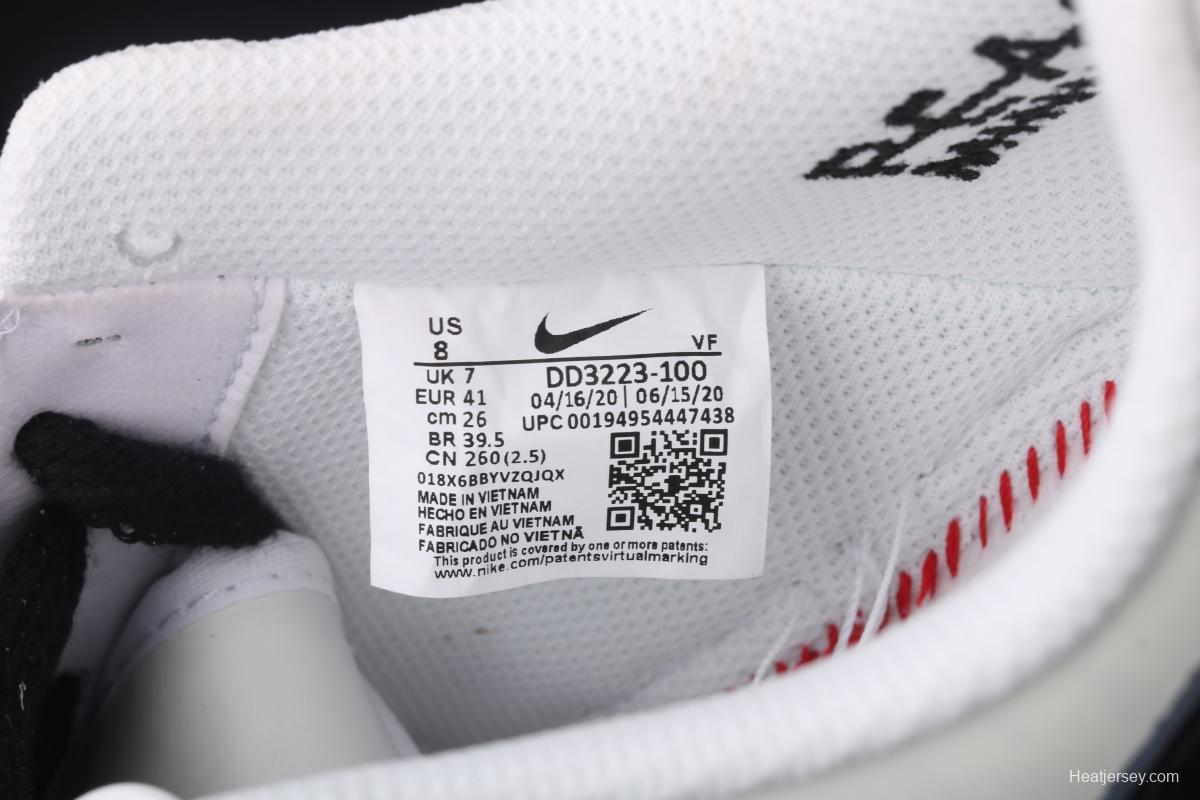 US
8
VF
UK 7
EUR 41
cm 26
BR 39.5
CN 260(2.5)
DD3223-100
04/16/20 | 06/15/20
UPC 00194954447438
018X6BBYVZQJQX
MADE IN VIETNAM
HECHO EN VIETNAM
FABRIQUE AU VIETNAM
FABRICADO NO VIETNÃ
This product is covered by one or more patents:
www.nike.com/patentsvirtualmarking
Heatjersey.com